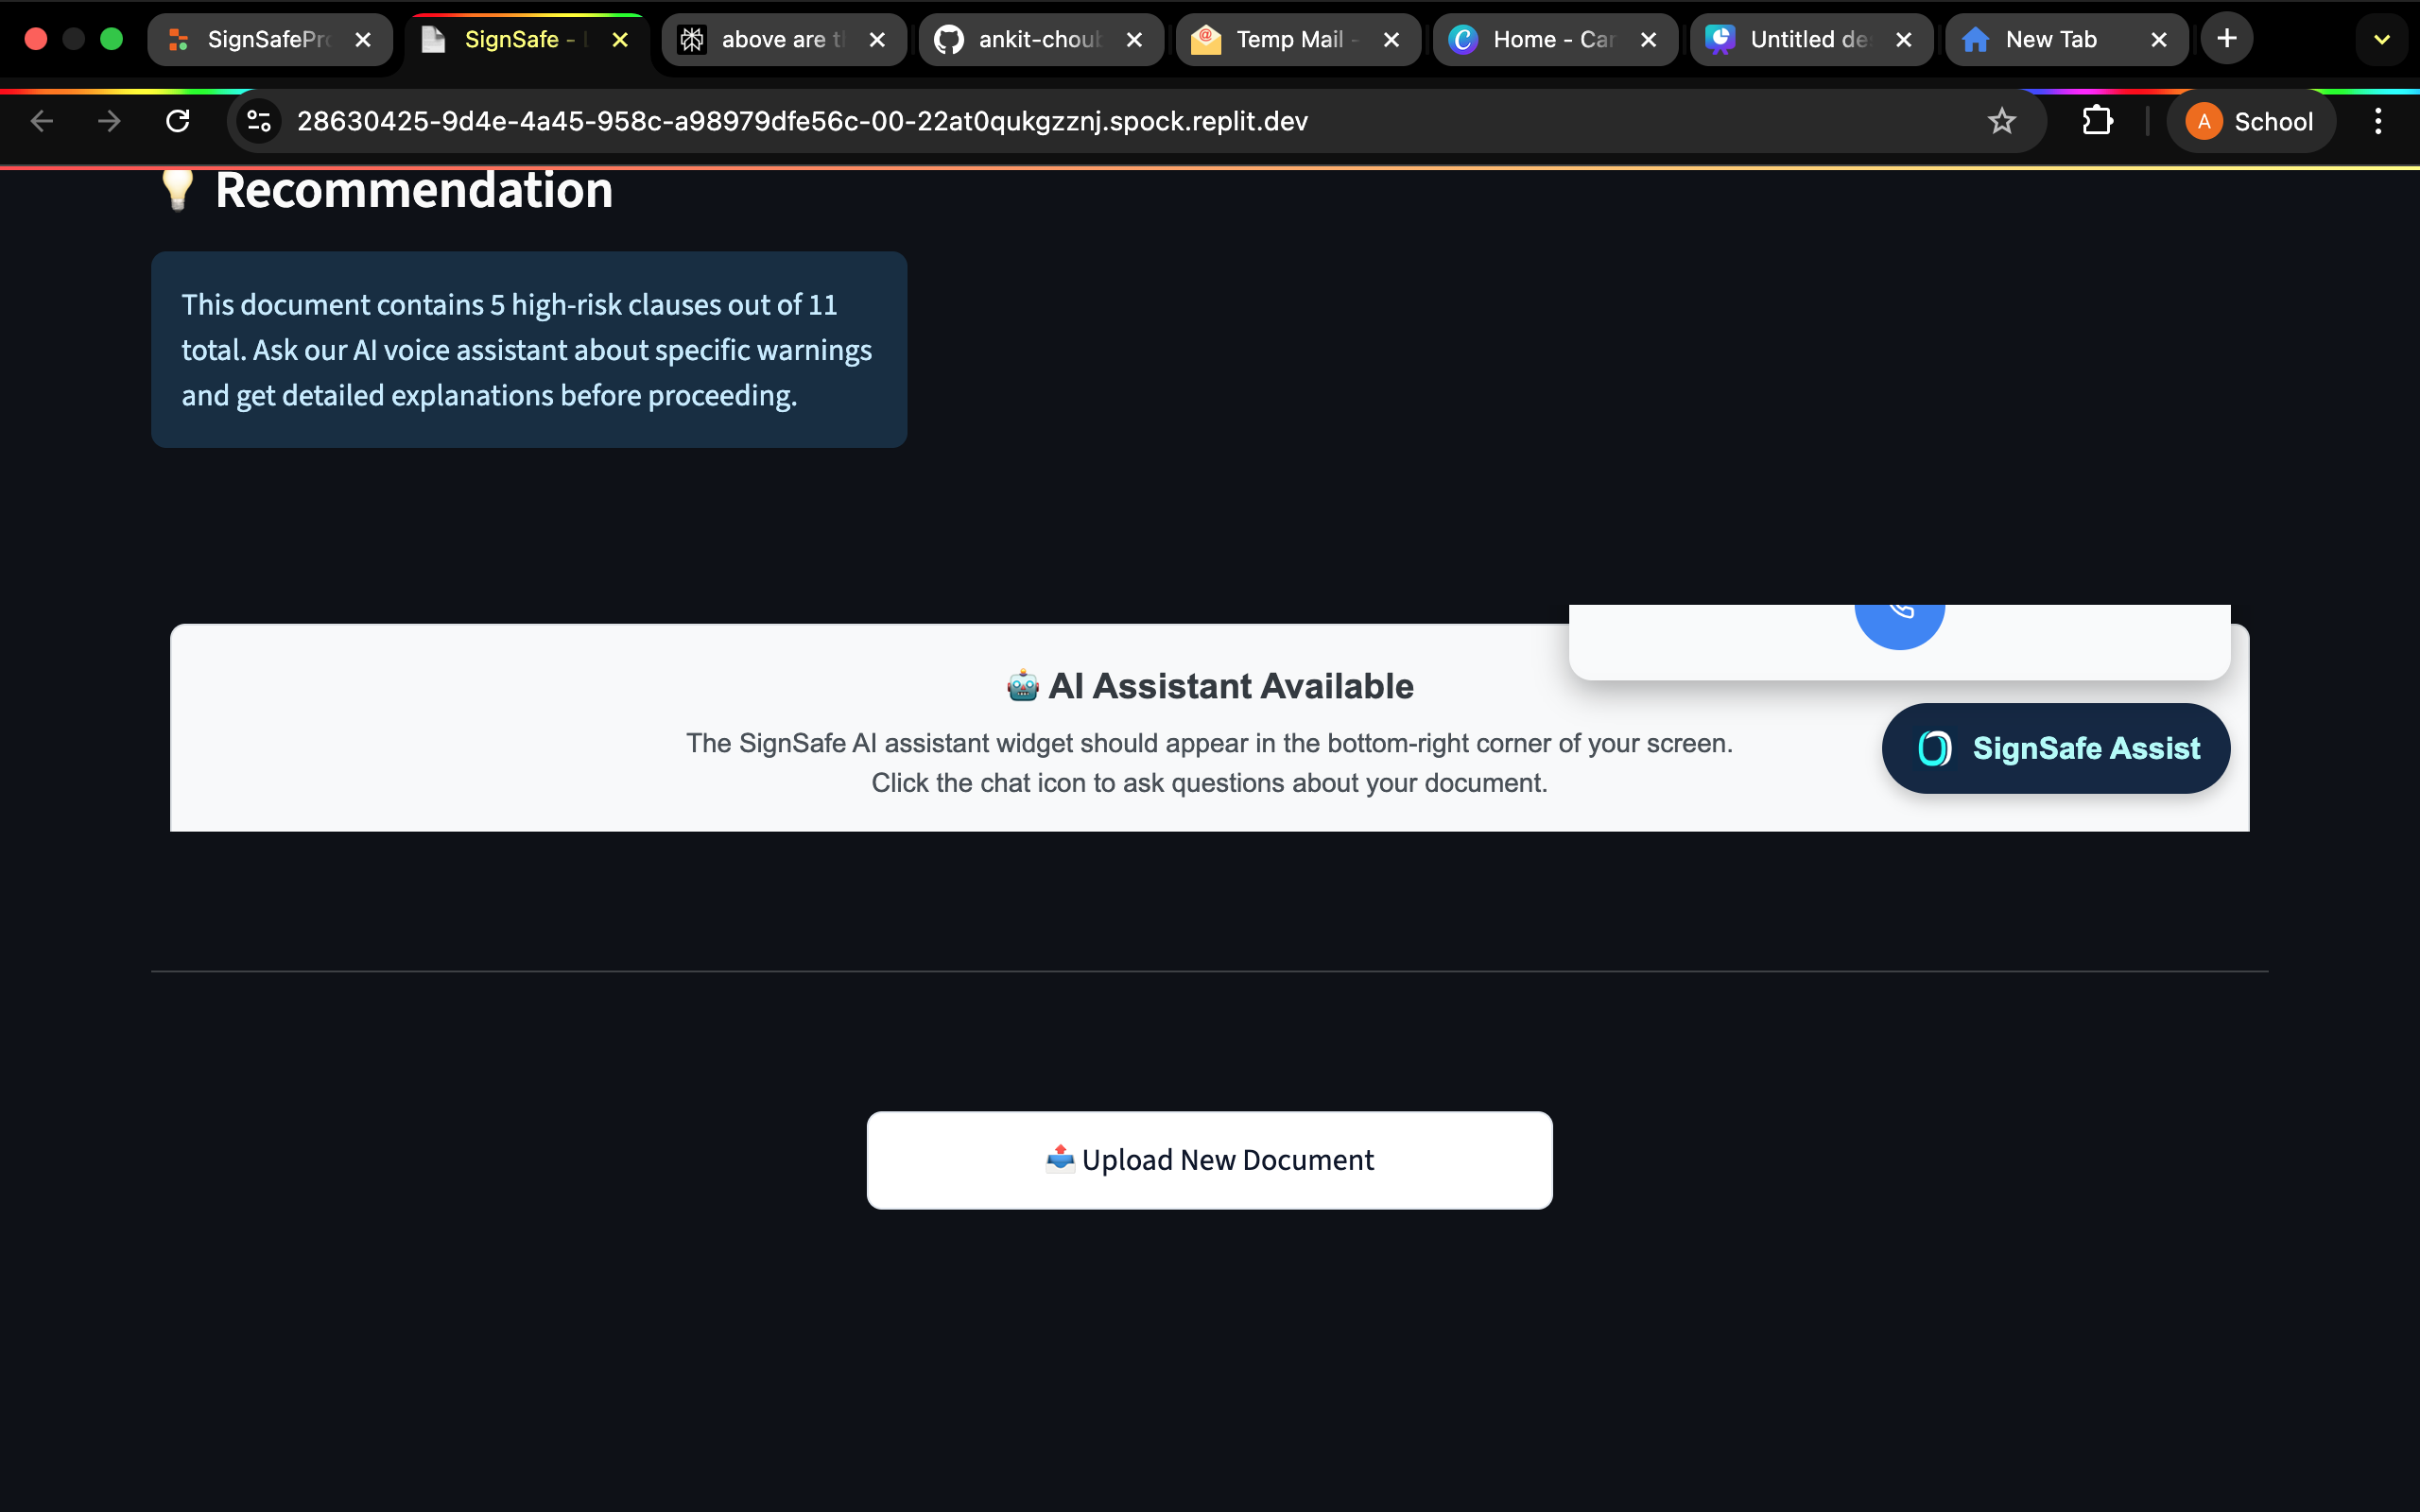 SignSafePr
SignSafe -
above are t
ankit-chou
Temp Mail -
Home - Car
Untitled de
New Tab
28630425-9d4e-4a45-958c-a98979dfe56c-00-22at0qukgzznj.spock.replit.dev
A School
Recommendation
This document contains 5 high-risk clauses out of 11
total. Ask our AI voice assistant about specific warnings
and get detailed explanations before proceeding.
AI Assistant Available
The SignSafe AI assistant widget should appear in the bottom-right corner of your screen.
Click the chat icon to ask questions about your document.
SignSafe Assist
Upload New Document